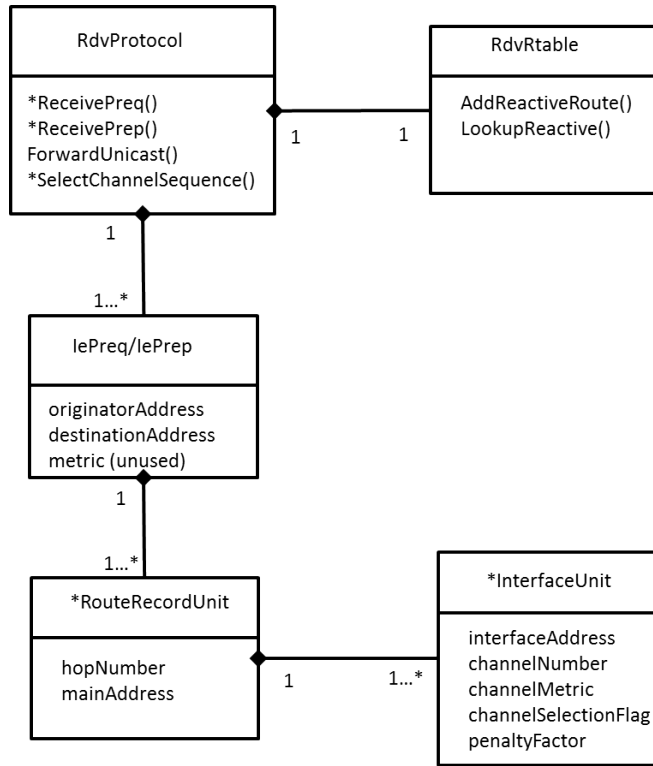 RdvProtocol
*ReceivePreq()
*ReceivePrep()
ForwardUnicast()
*SelectChannelSequence()
1
1
RdvRtable
AddReactiveRoute()
LookupReactive()
1
1...*
IePreq/IePrep
originatorAddress
destinationAddress
metric (unused)
1
1...*
*RouteRecordUnit
hopNumber
mainAddress
1
1...*
*InterfaceUnit
interfaceAddress
channelNumber
channelMetric
channelSelectionFlag
penaltyFactor